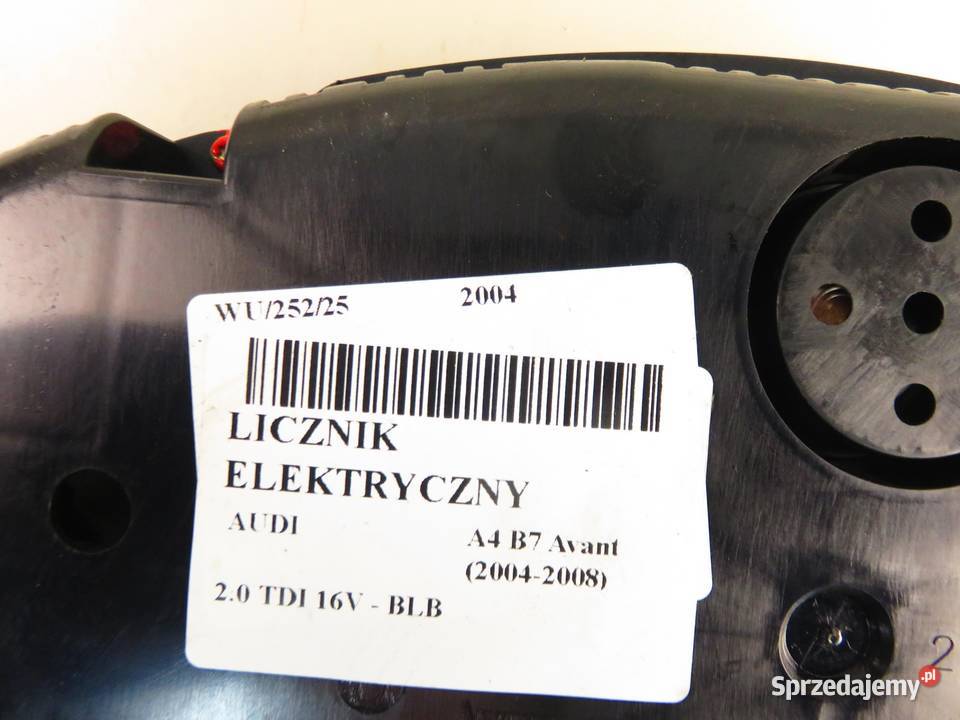 WU/252/25 2004
LICZNIK
ELEKTRYCZNY
AUDI A4 B7 Avant
(2004-2008)
2.0 TDI 16V - BLB
2
Sprzedajemy.pl